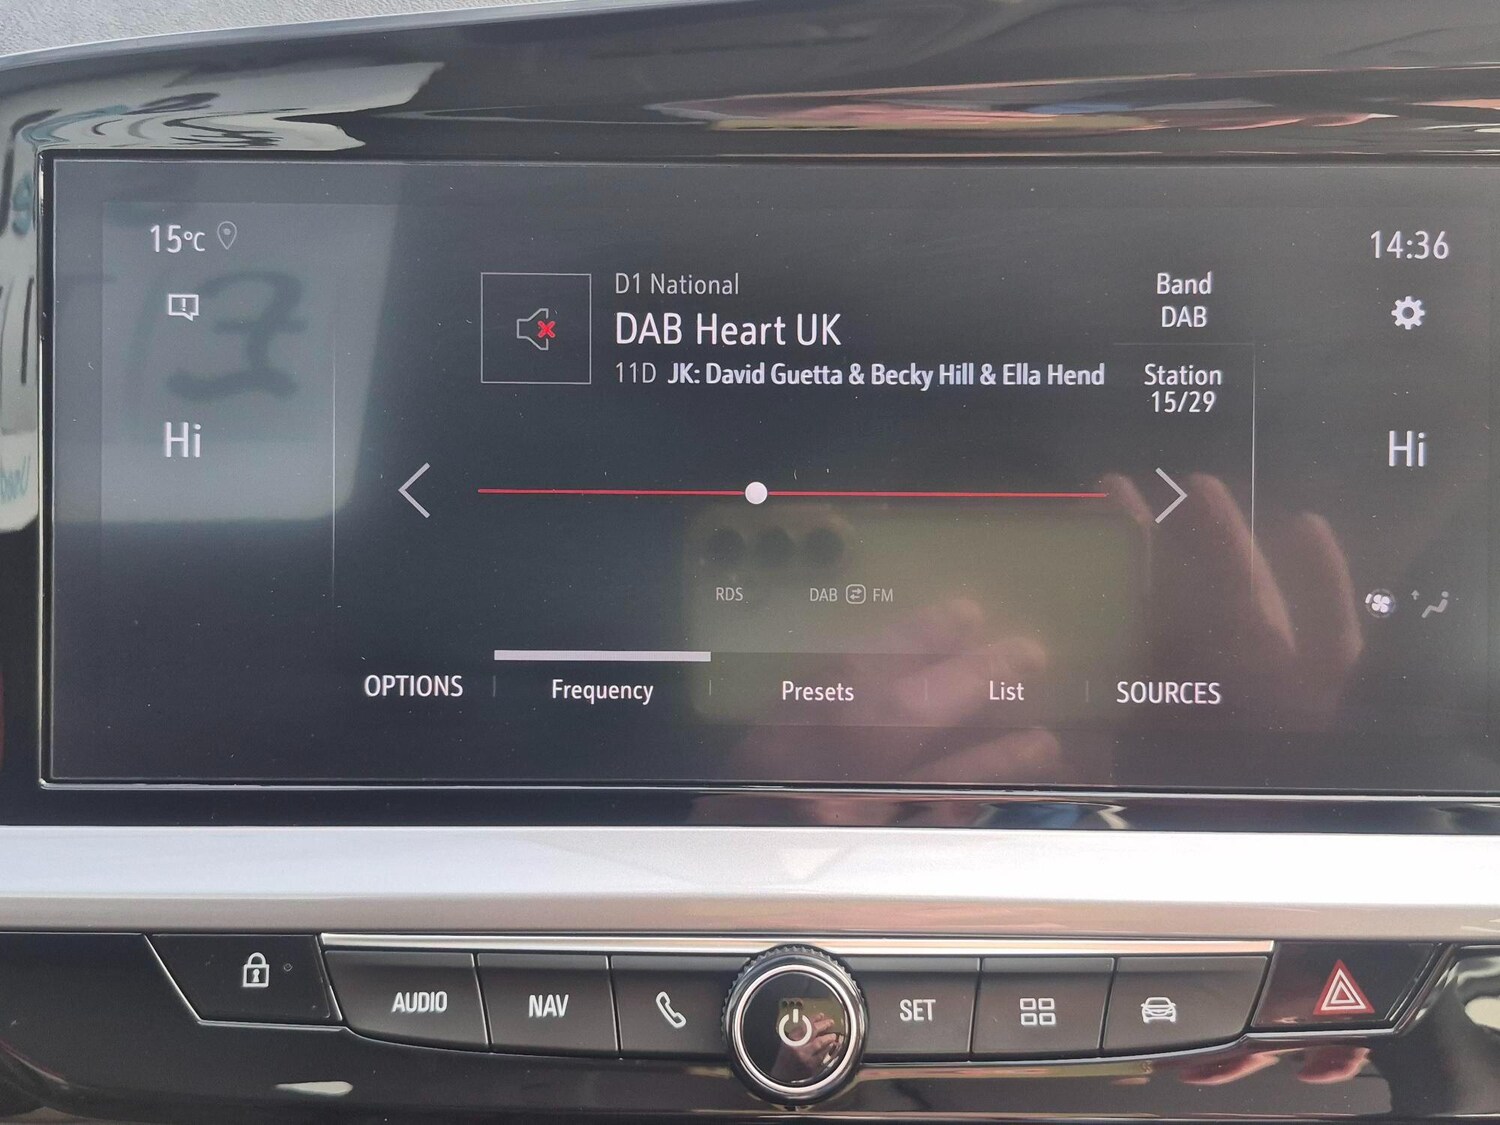 15°C
14:36
D1 National
DAB Heart UK
11D JK: David Guetta & Becky Hill & Ella Hend
Band
DAB
Station
15/29
Hi
Hi
RDS
DAB FM
OPTIONS
Frequency
Presets
List
SOURCES
AUDIO
NAV
SET